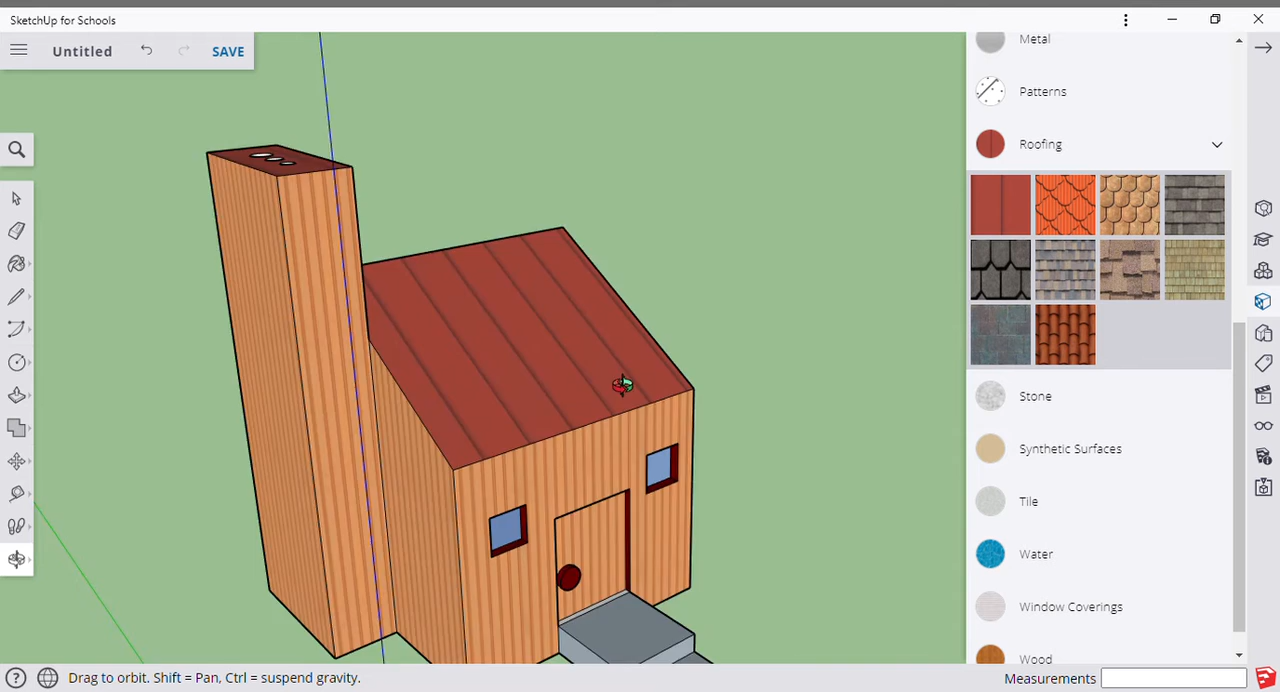 SketchUp for Schools
Untitled
SAVE
Metal
Patterns
Roofing
Stone
Synthetic Surfaces
Tile
Water
Window Coverings
Wood
Drag to orbit. Shift = Pan, Ctrl = suspend gravity.
Measurements